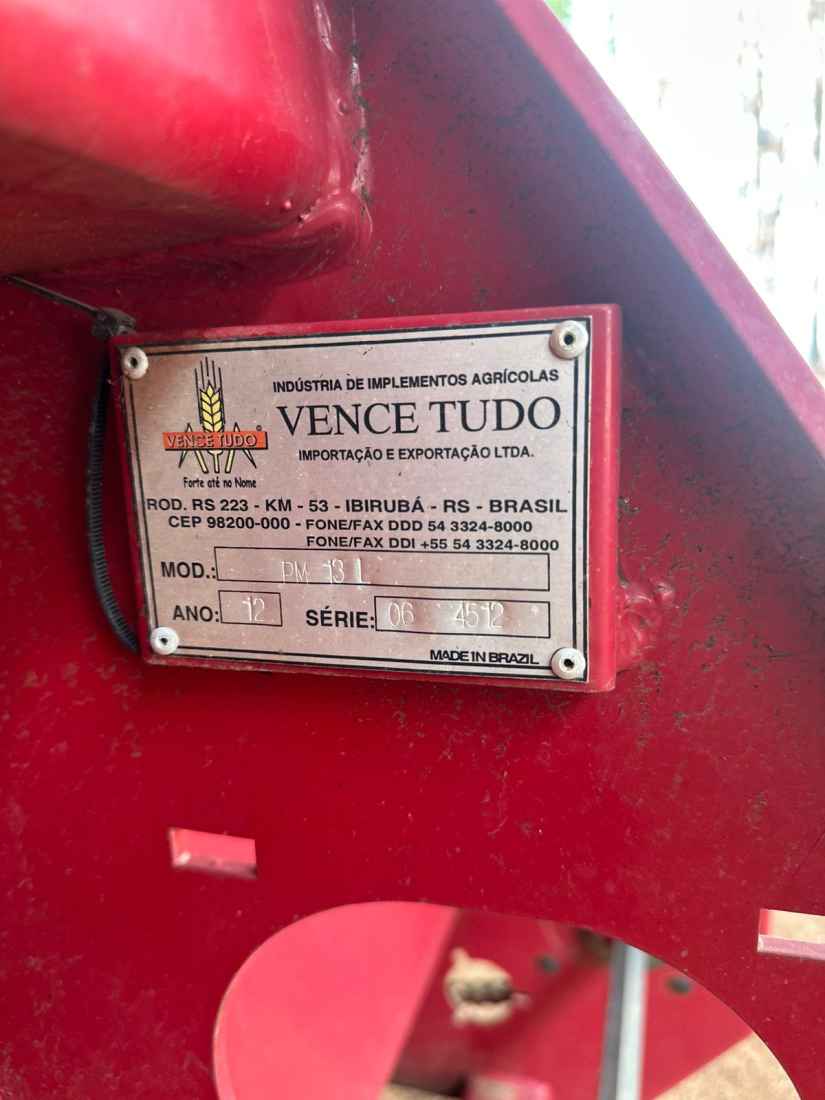 INDÚSTRIA DE IMPLEMENTOS AGRÍCOLAS
VENCE TUDO
IMPORTAÇÃO E EXPORTAÇÃO LTDA.
VENCE TUDO ®
Forte até no Nome
ROD. RS 223 - KM - 53 - IBIRUBÁ - RS - BRASIL
CEP 98200-000 - FONE/FAX DDD 54 3324-8000
FONE/FAX DDI +55 54 3324-8000
MOD.: PM 13 L
ANO: 12 SÉRIE: 06 4512
MADE IN BRAZIL